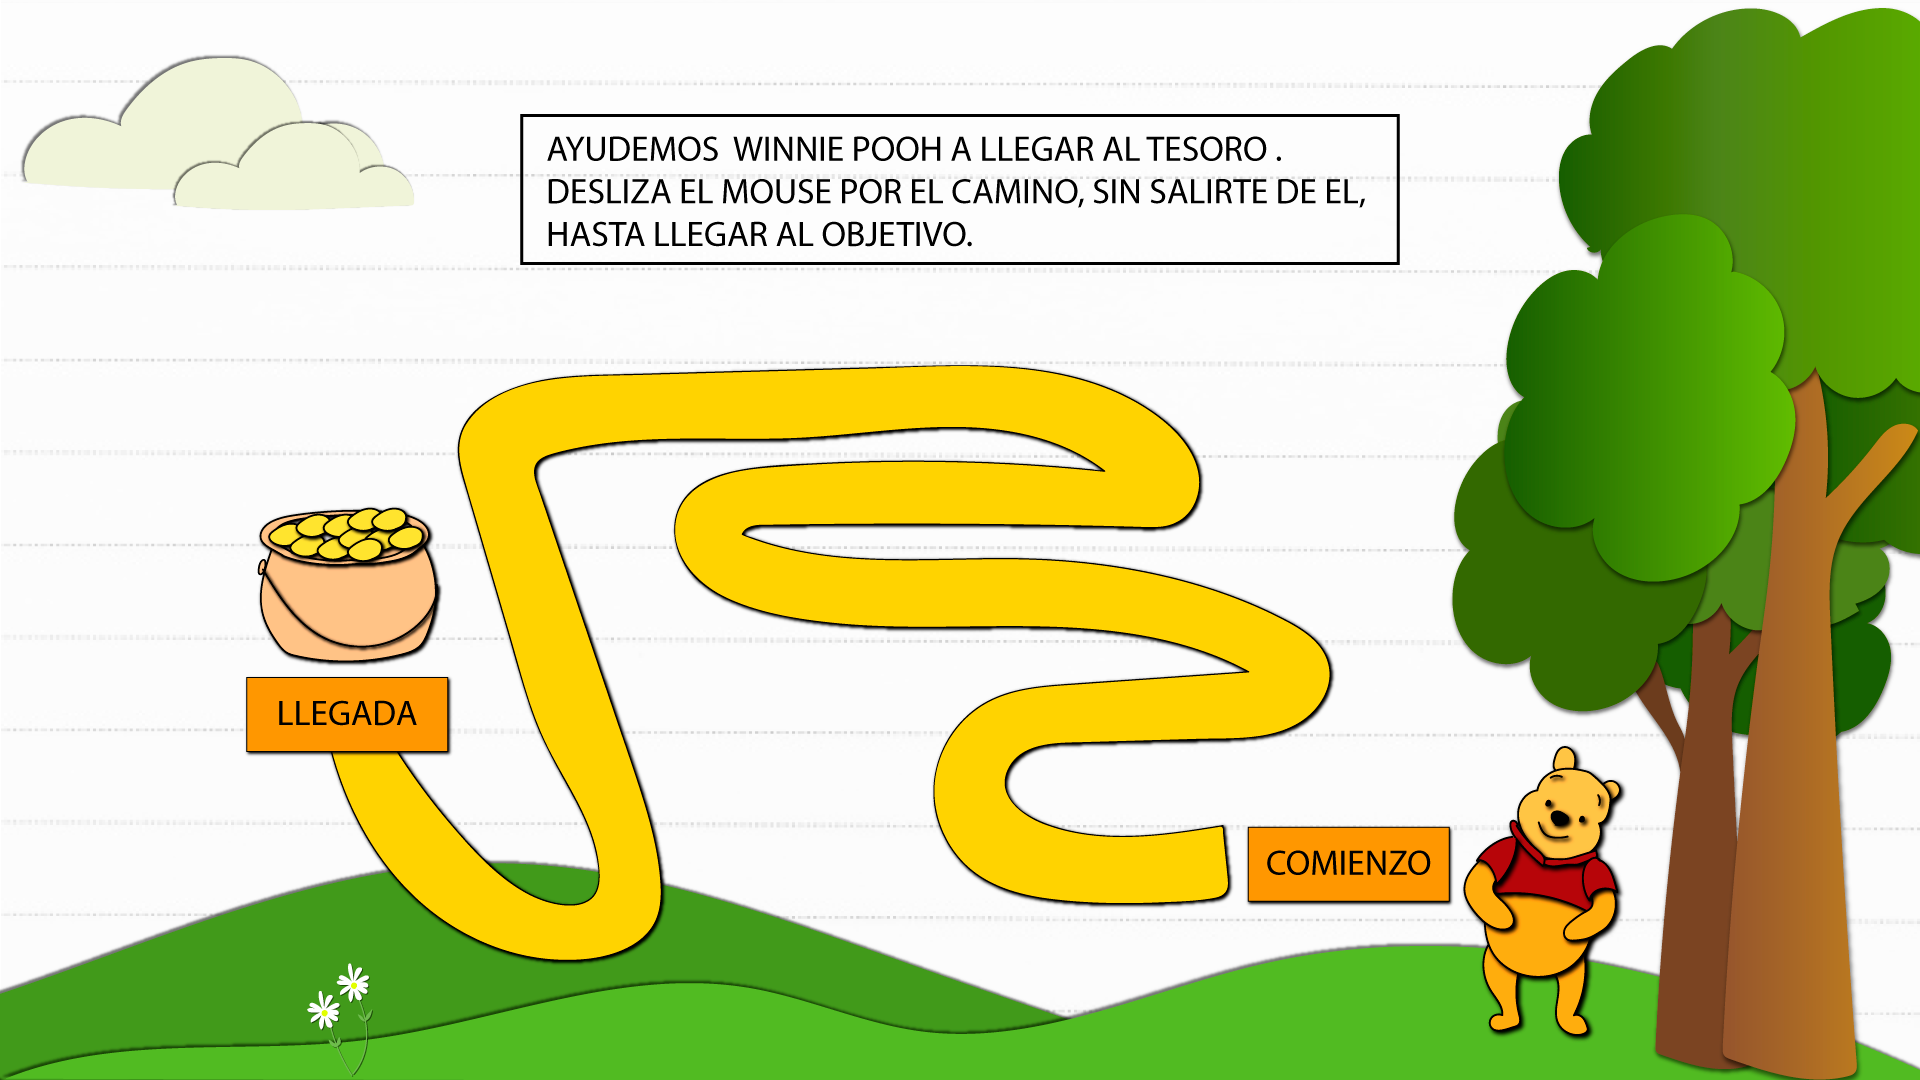 AYUDEMOS WINNIE POOH A LLEGAR AL TESORO .
DESLIZA EL MOUSE POR EL CAMINO, SIN SALIRTE DE EL,
HASTA LLEGAR AL OBJETIVO.
LLEGADA
COMIENZO